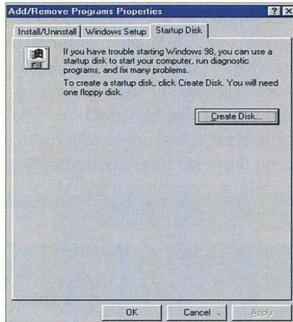 Add/Remove Programs Properties
Install/Uninstall Windows Setup Startup Disk
If you have trouble starting Windows 98, you can use a
startup disk to start your computer, run diagnostic
programs, and fix many problems.
To create a startup disk, click Create Disk. You will need
one floppy disk.
Create Disk...
OK Cancel Apply